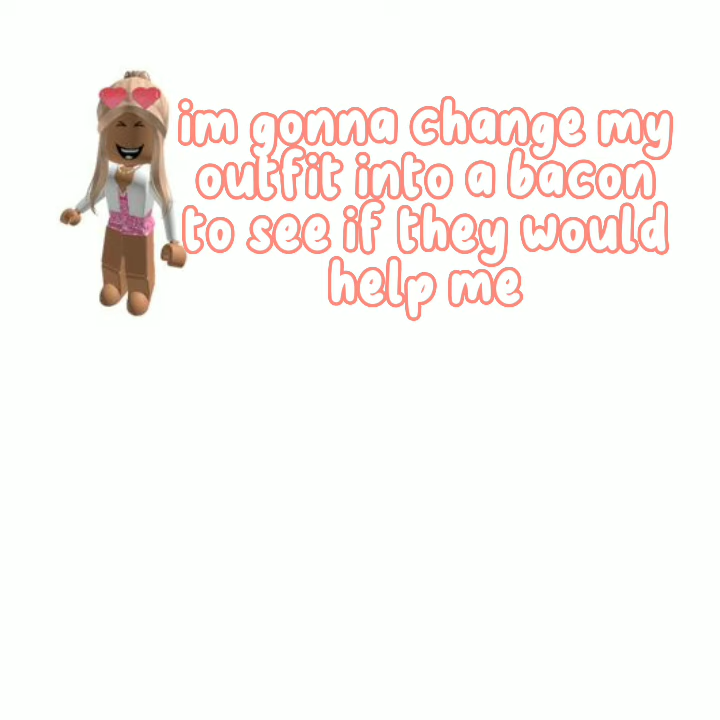 im gonna change my
outfit into a bacon
to see if they would
help me